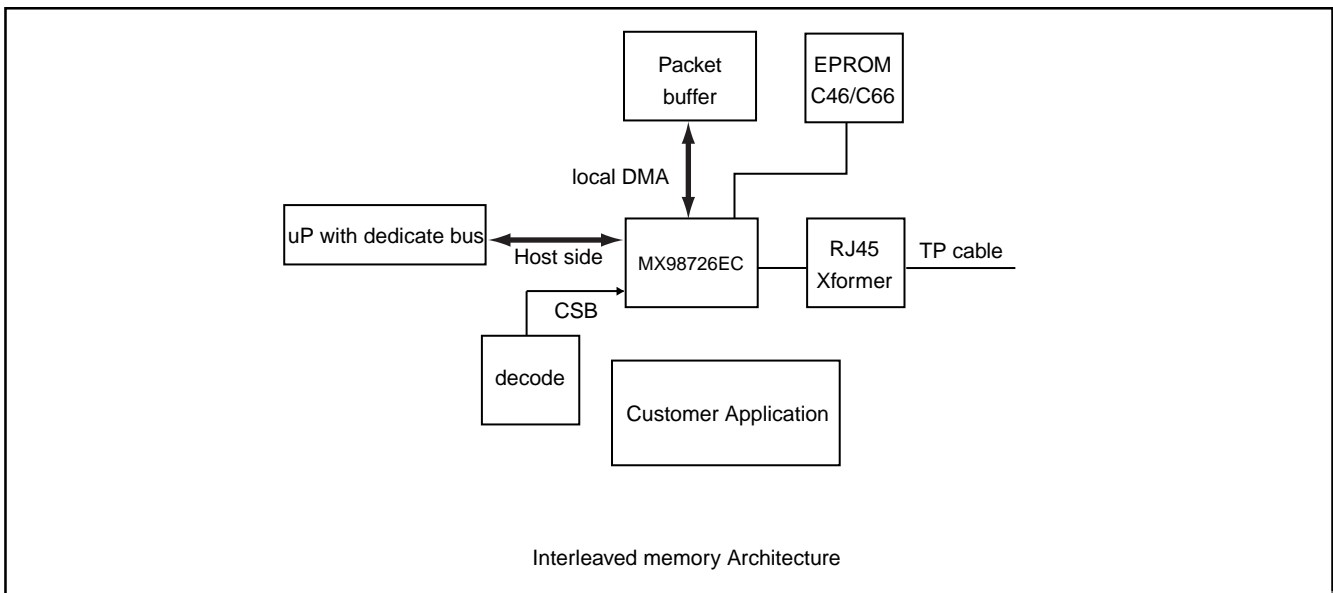 Packet
buffer
EPROM
C46/C66
local DMA
uP with dedicate bus
Host side
MX98726EC
RJ45
Xformer
TP cable
CSB
decode
Customer Application
Interleaved memory Architecture